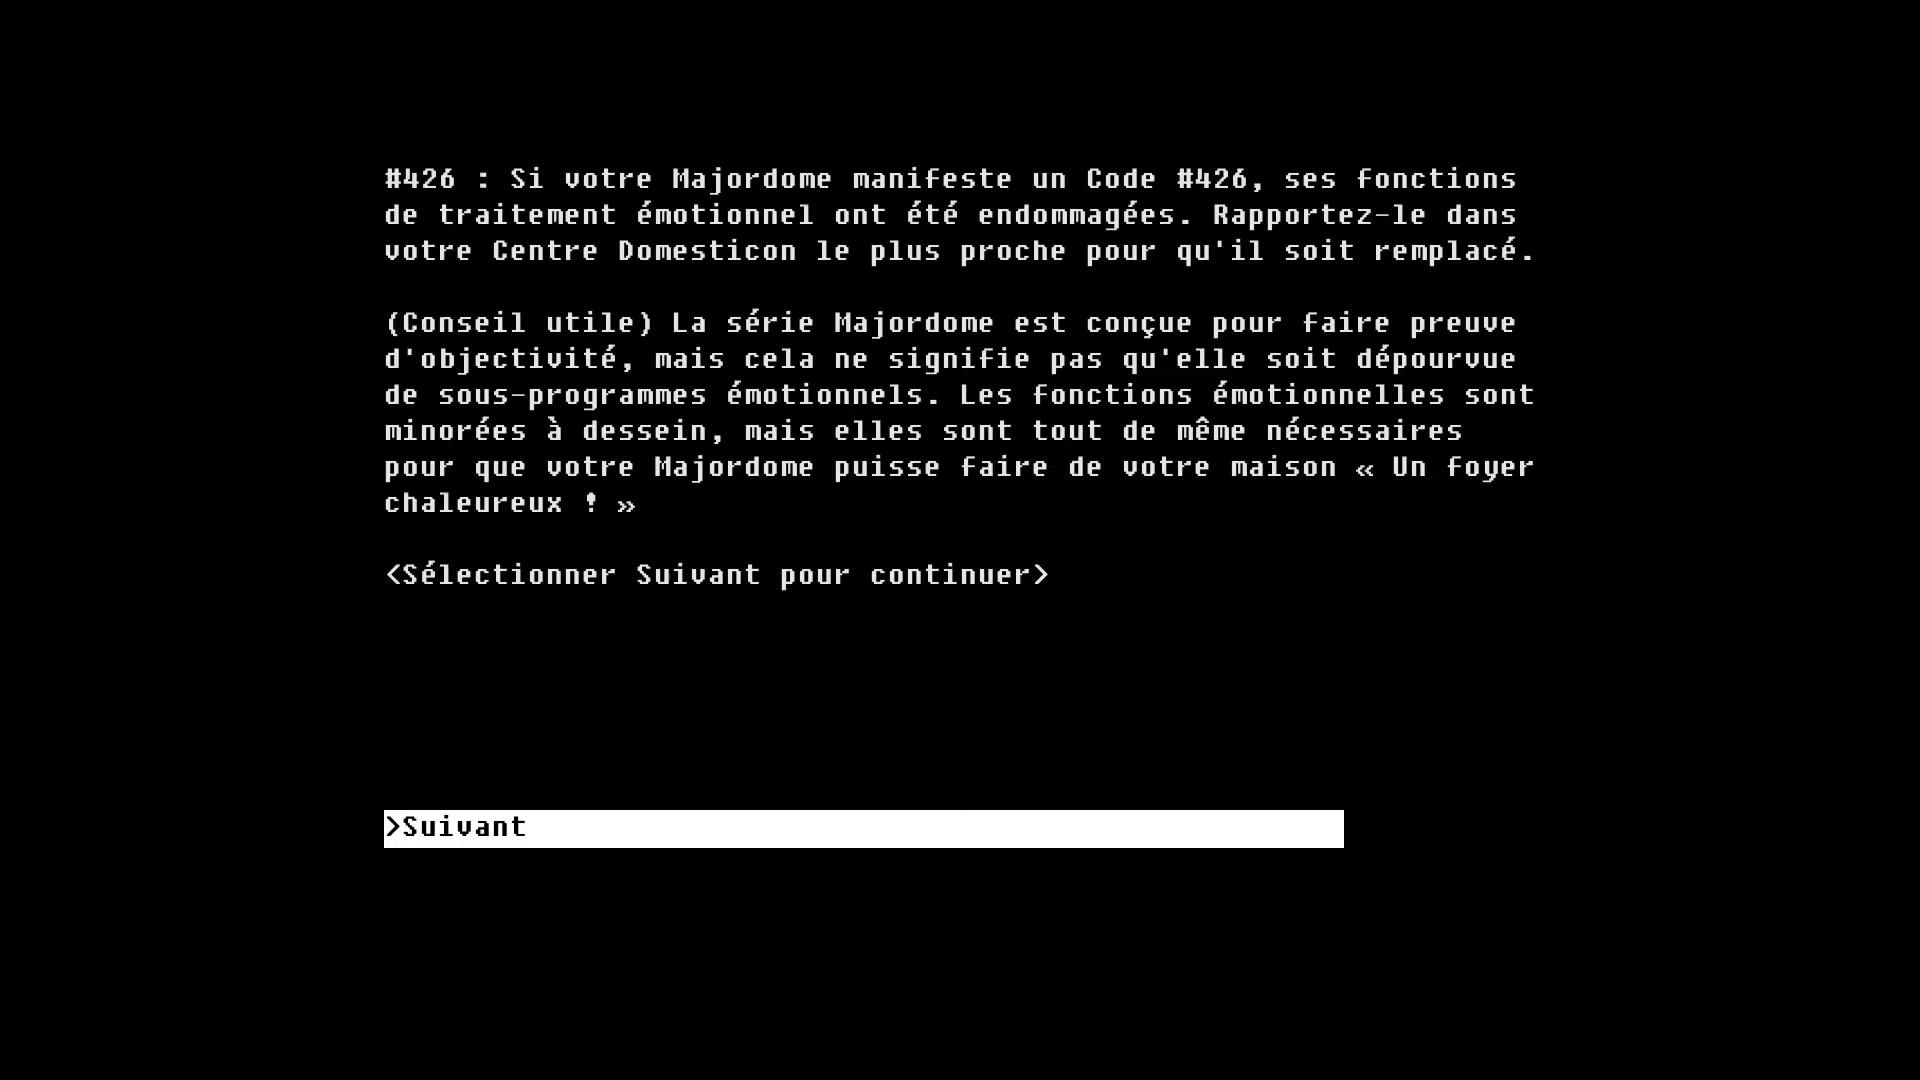 #426 : Si votre Majordome manifeste un Code #426, ses fonctions
de traitement émotionnel ont été endommagées. Rapportez-le dans
votre Centre Domesticon le plus proche pour qu'il soit remplacé.
(Conseil utile) La série Majordome est conçue pour faire preuve
d'objectivité, mais cela ne signifie pas qu'elle soit dépourvue
de sous-programmes émotionnels. Les fonctions émotionnelles sont
minorées à dessein, mais elles sont tout de même nécessaires
pour que votre Majordome puisse faire de votre maison « Un foyer
chaleureux ! »
<Sélectionner Suivant pour continuer>
>Suivant